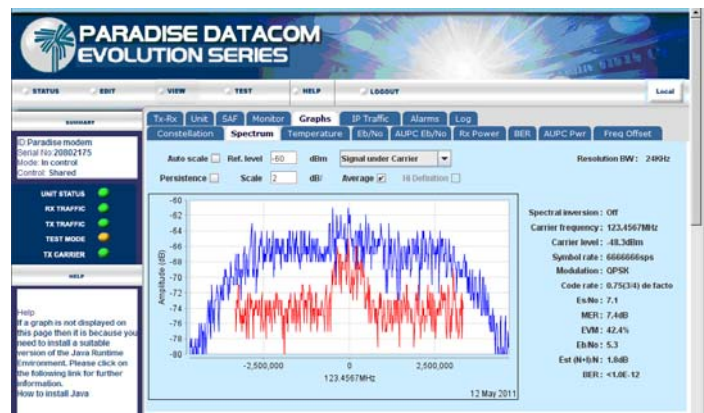 PARADISE DATACOM
EVOLUTION SERIES
STATUS EDIT VIEW TEST HELP LOGOUT Local
SUMMARY
ID:Paradise modem
Serial No:20802175
Mode: In control
Control: Shared
UNIT STATUS
RX TRAFFIC
TX TRAFFIC
TEST MODE
TX CARRIER
HELP
Help
If a graph is not displayed on
this page then it is because you
need to install a suitable
version of the Java Runtime
Environment. Please click on
the following link for further
information.
How to install Java
Tx-Rx Unit SAF Monitor Graphs IP Traffic Alarms Log
Constellation Spectrum Temperature Eb/No AUPC Eb/No Rx Power BER AUPC Pwr Freq Offset
Auto scale Ref. level -60 dBm Signal under Carrier Resolution BW: 24KHz
Persistence Scale 2 dB/ Average Hi Definition
Amplitude (dB)
-60
-62
-64
-66
-68
-70
-72
-74
-76
-78
-80
-2,500,000 0 2,500,000
123.4567MHz
12 May 2011
Spectral inversion: Off
Carrier frequency: 123.4567MHz
Carrier level: -48.3dBm
Symbol rate: 6666666sps
Modulation: QPSK
Code rate: 0.75(3/4) de facto
Es/No: 7.1
MER: 7.4dB
EVM: 42.4%
Eb/No: 5.3
Est (N+I)/N: 1.0dB
BER: <1.0E-12